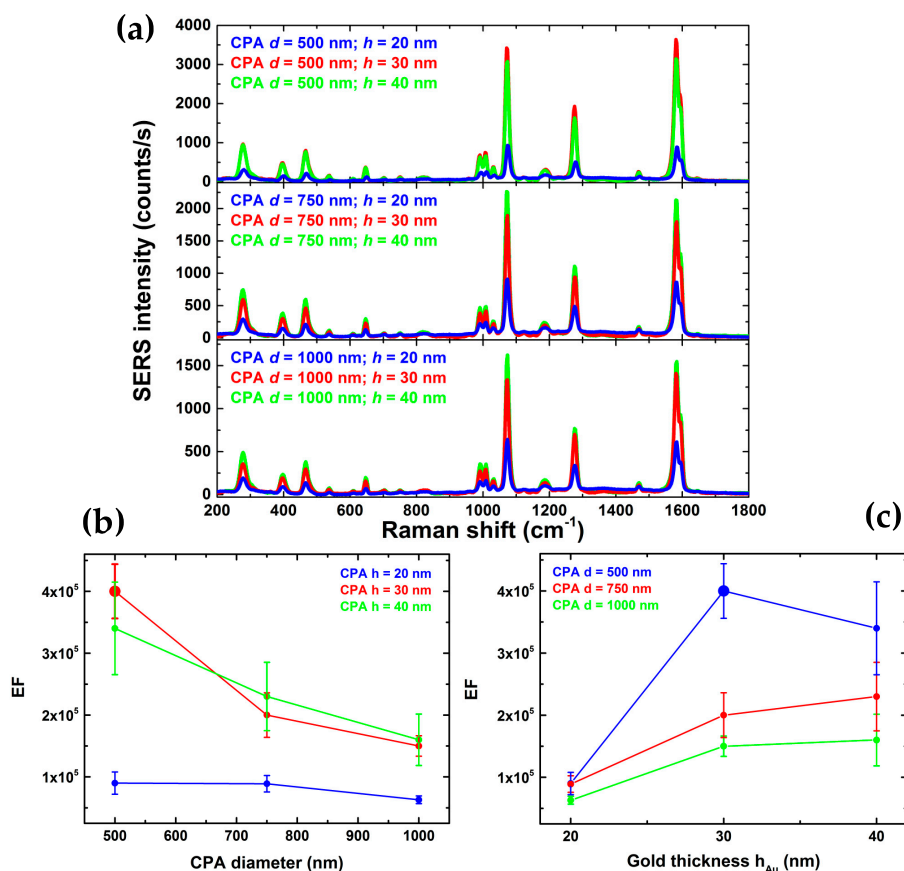 (a)
SERS intensity (counts/s)
4000
3000
2000
1000
0
CPA d = 500 nm; h = 20 nm
CPA d = 500 nm; h = 30 nm
CPA d = 500 nm; h = 40 nm
2000
1500
1000
500
0
CPA d = 750 nm; h = 20 nm
CPA d = 750 nm; h = 30 nm
CPA d = 750 nm; h = 40 nm
1500
1000
500
0
CPA d = 1000 nm; h = 20 nm
CPA d = 1000 nm; h = 30 nm
CPA d = 1000 nm; h = 40 nm
200 400 600 800 1000 1200 1400 1600 1800
Raman shift (cm⁻¹)
(b)
EF
4x10⁵
3x10⁵
2x10⁵
1x10⁵
CPA h = 20 nm
CPA h = 30 nm
CPA h = 40 nm
500 600 700 800 900 1000
CPA diameter (nm)
(c)
EF
4x10⁵
3x10⁵
2x10⁵
1x10⁵
CPA d = 500 nm
CPA d = 750 nm
CPA d = 1000 nm
20 30 40
Gold thickness h_Au (nm)